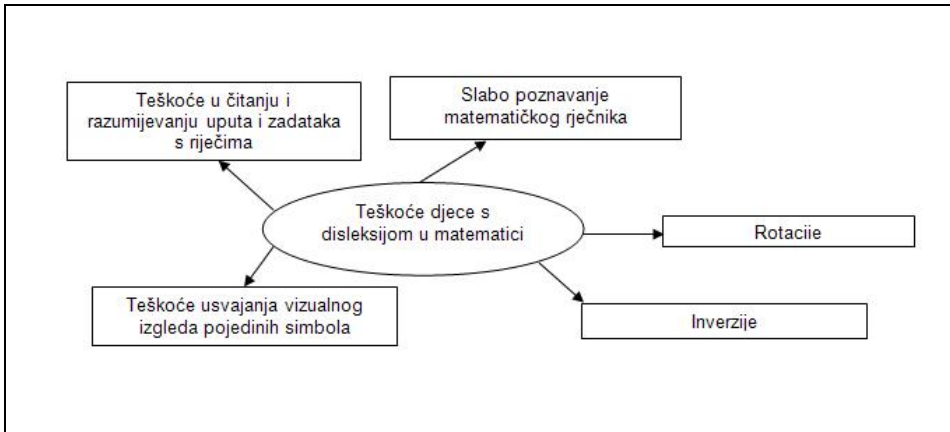 Teškoće u čitanju i
razumijevanju uputa i zadataka
s riječima
Slabo poznavanje
matematičkog rječnika
Teškoće djece s
disleksijom u matematici
Rotacije
Teškoće usvajanja vizualnog
izgleda pojedinih simbola
Inverzije